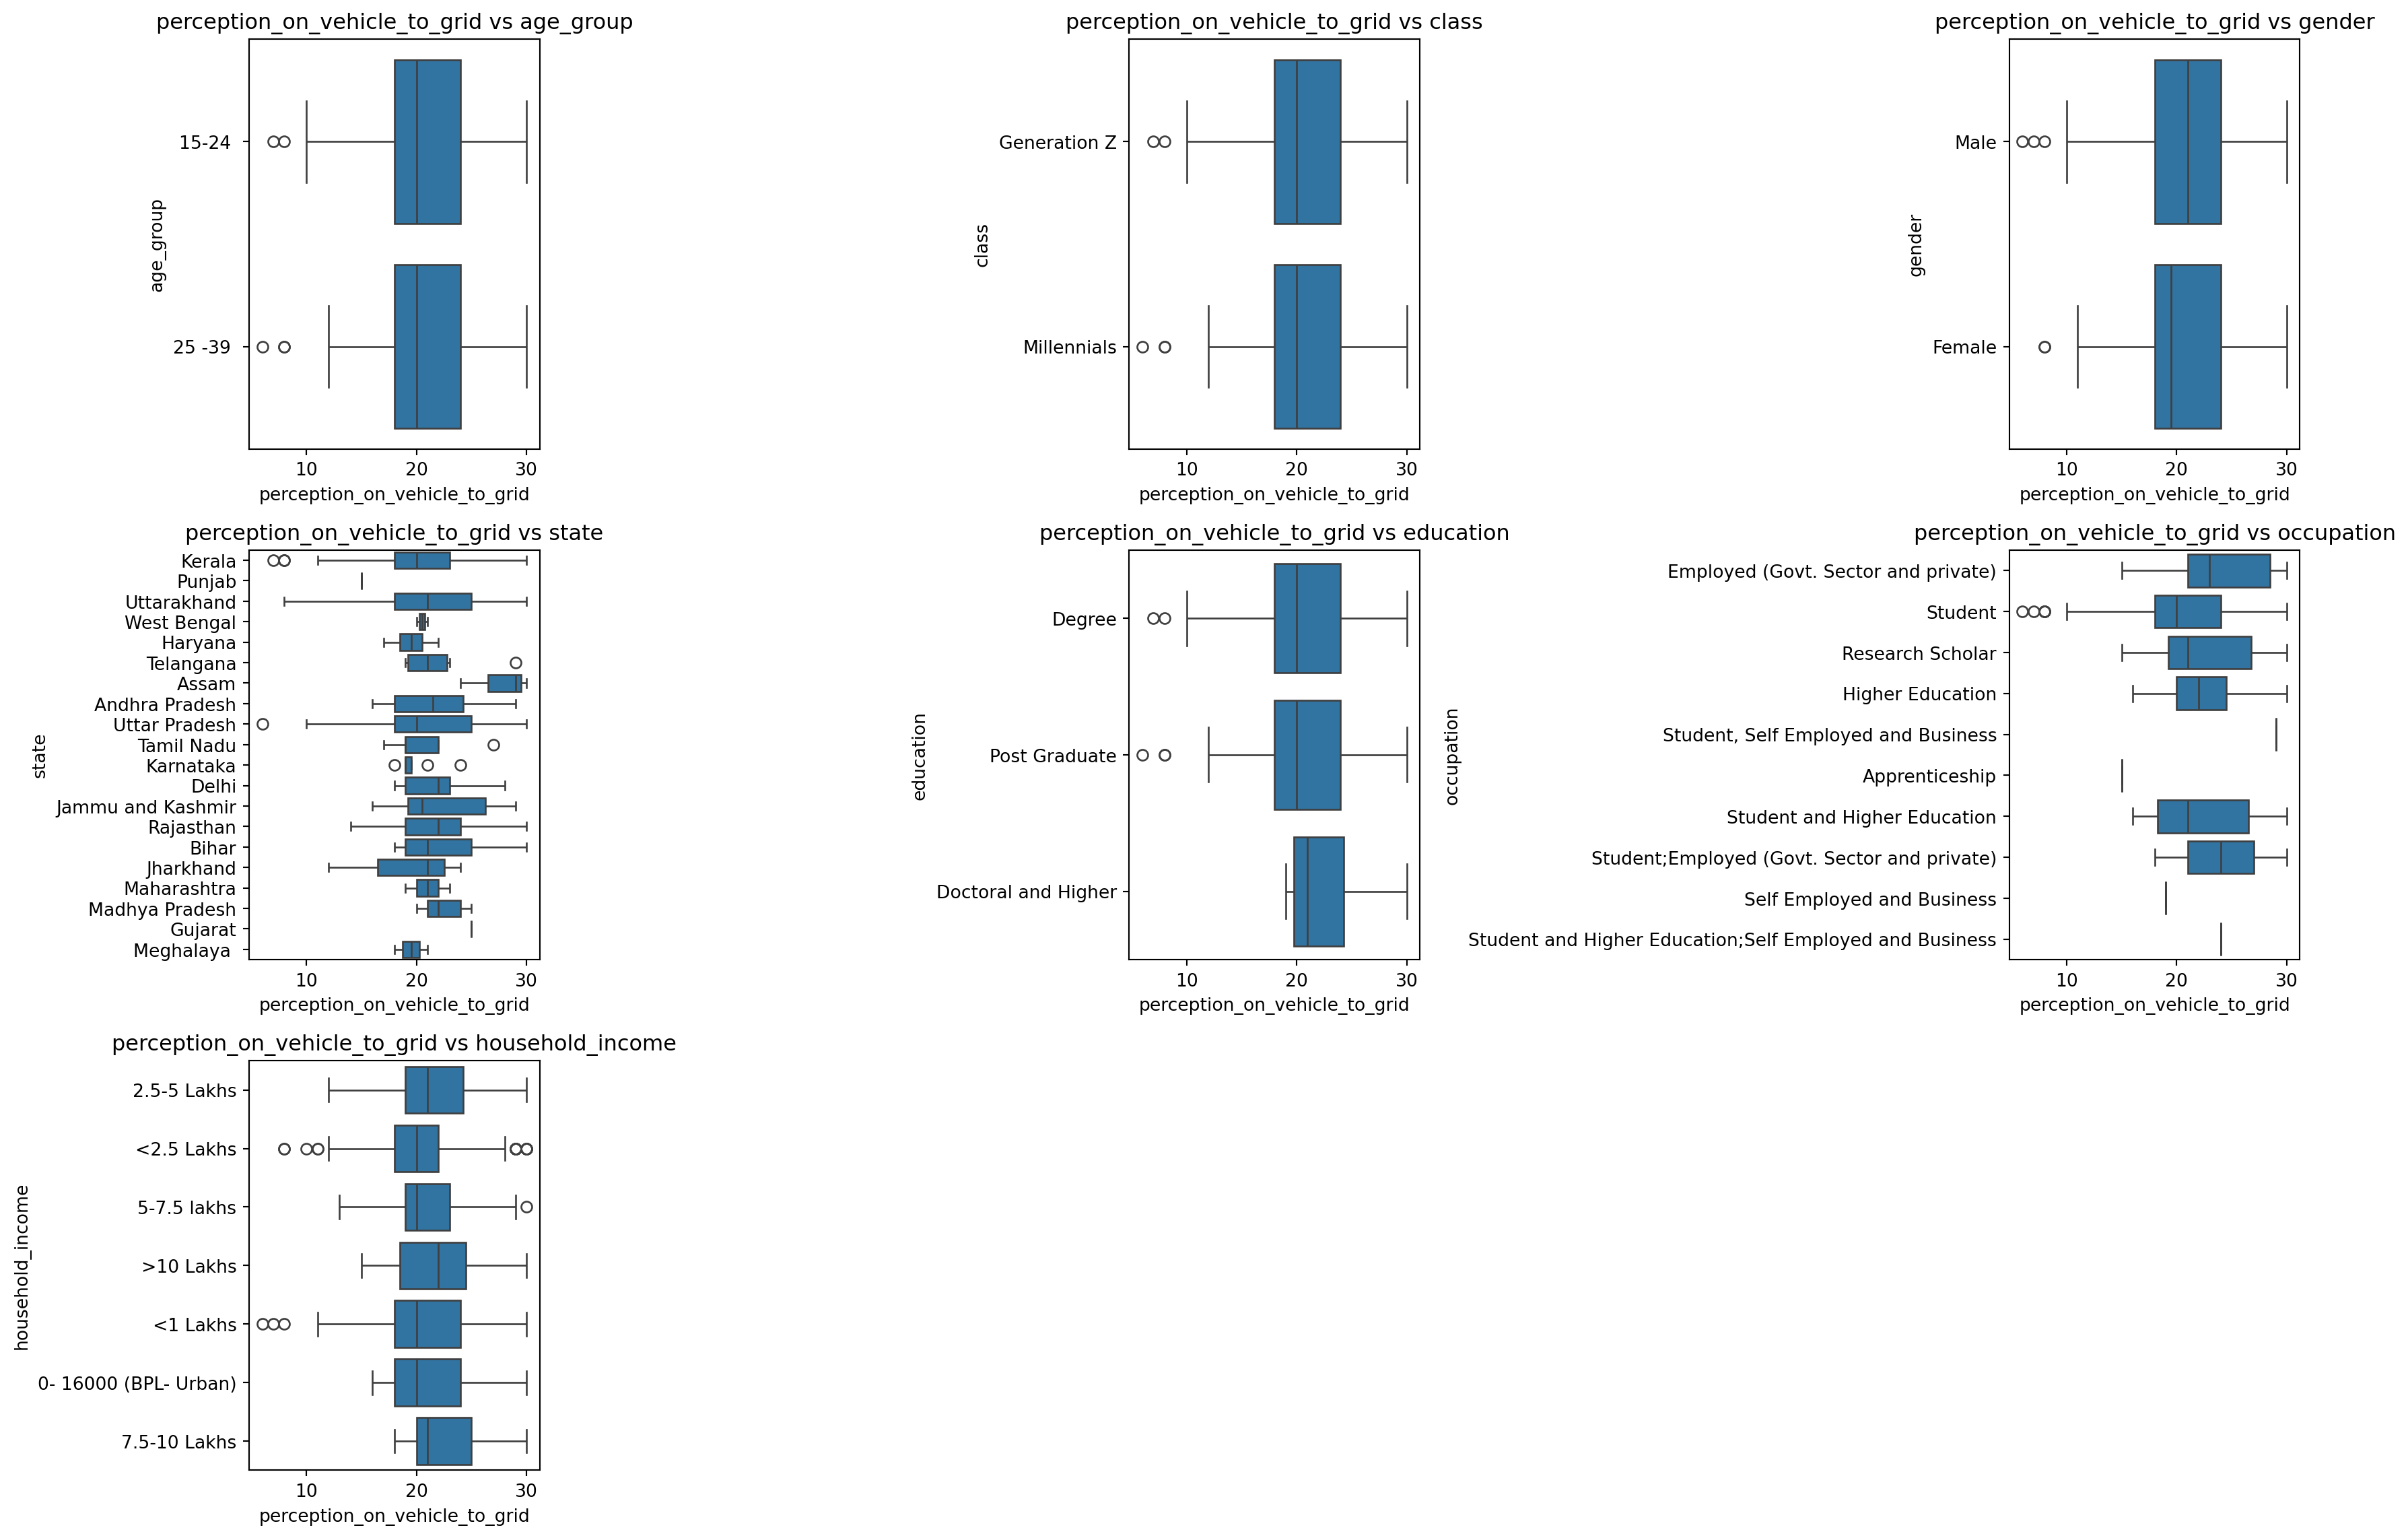 perception_on_vehicle_to_grid vs age_group
age_group
15-24
25 -39
10 20 30
perception_on_vehicle_to_grid
perception_on_vehicle_to_grid vs class
class
Generation Z
Millennials
10 20 30
perception_on_vehicle_to_grid
perception_on_vehicle_to_grid vs gender
gender
Male
Female
10 20 30
perception_on_vehicle_to_grid
perception_on_vehicle_to_grid vs state
state
Kerala
Punjab
Uttarakhand
West Bengal
Haryana
Telangana
Assam
Andhra Pradesh
Uttar Pradesh
Tamil Nadu
Karnataka
Delhi
Jammu and Kashmir
Rajasthan
Bihar
Jharkhand
Maharashtra
Madhya Pradesh
Gujarat
Meghalaya
10 20 30
perception_on_vehicle_to_grid
perception_on_vehicle_to_grid vs education
education
Degree
Post Graduate
Doctoral and Higher
10 20 30
perception_on_vehicle_to_grid
perception_on_vehicle_to_grid vs occupation
occupation
Employed (Govt. Sector and private)
Student
Research Scholar
Higher Education
Student, Self Employed and Business
Apprenticeship
Student and Higher Education
Student;Employed (Govt. Sector and private)
Self Employed and Business
Student and Higher Education;Self Employed and Business
10 20 30
perception_on_vehicle_to_grid
perception_on_vehicle_to_grid vs household_income
household_income
2.5-5 Lakhs
<2.5 Lakhs
5-7.5 lakhs
>10 Lakhs
<1 Lakhs
0- 16000 (BPL- Urban)
7.5-10 Lakhs
10 20 30
perception_on_vehicle_to_grid